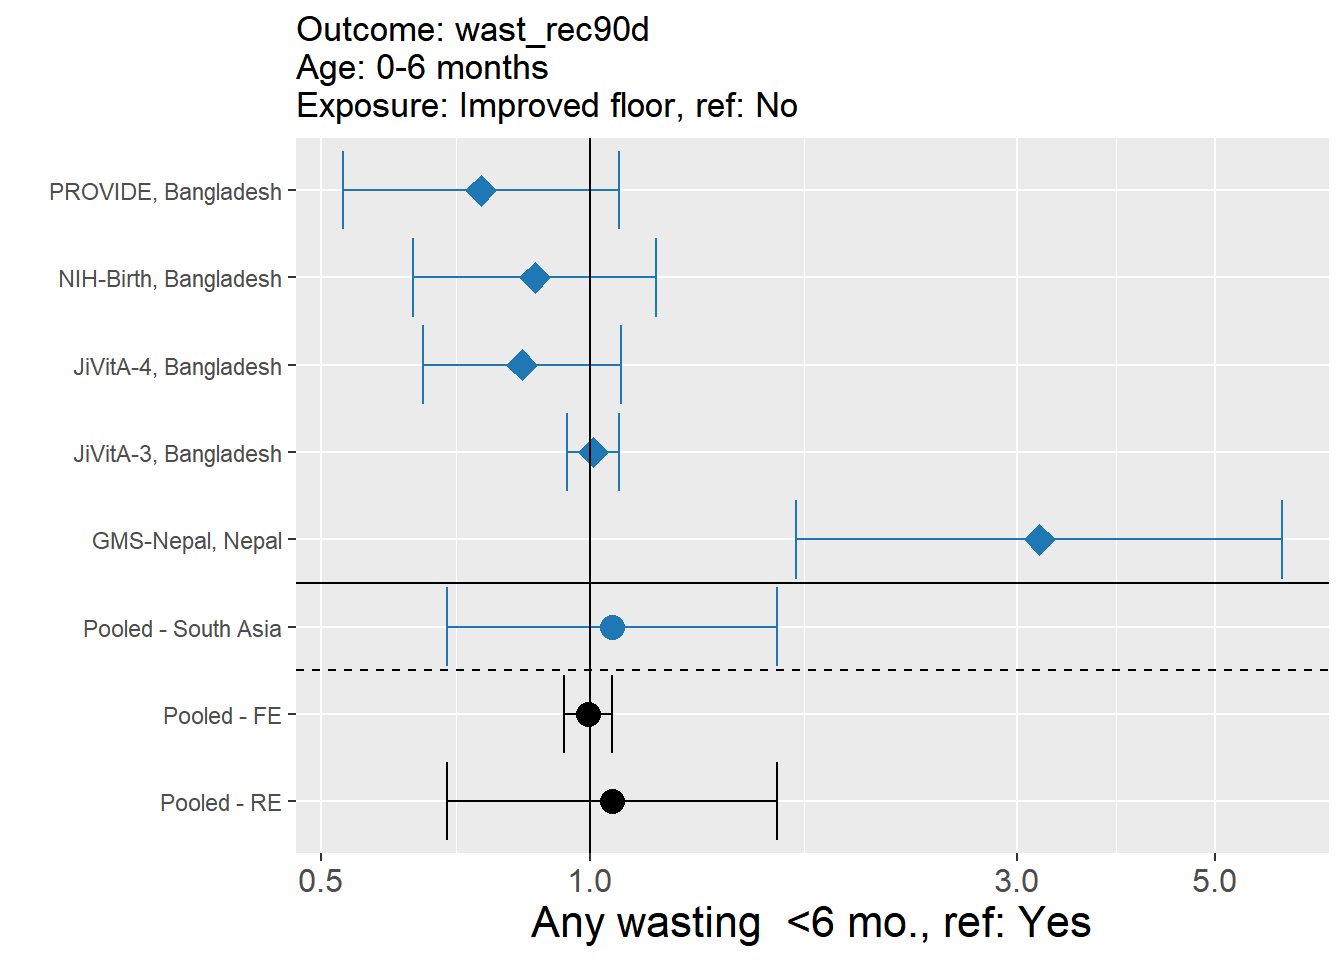 Outcome: wast_rec90d
Age: 0-6 months
Exposure: Improved floor, ref: No
PROVIDE, Bangladesh
NIH-Birth, Bangladesh
JiVitA-4, Bangladesh
JiVitA-3, Bangladesh
GMS-Nepal, Nepal
Pooled - South Asia
Pooled - FE
Pooled - RE
0.5 1.0 3.0 5.0
Any wasting  <6 mo., ref: Yes